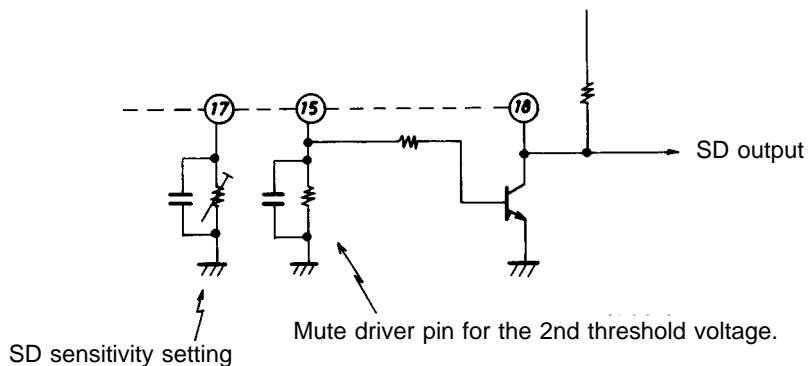 17 15 18
SD output
Mute driver pin for the 2nd threshold voltage.
SD sensitivity setting